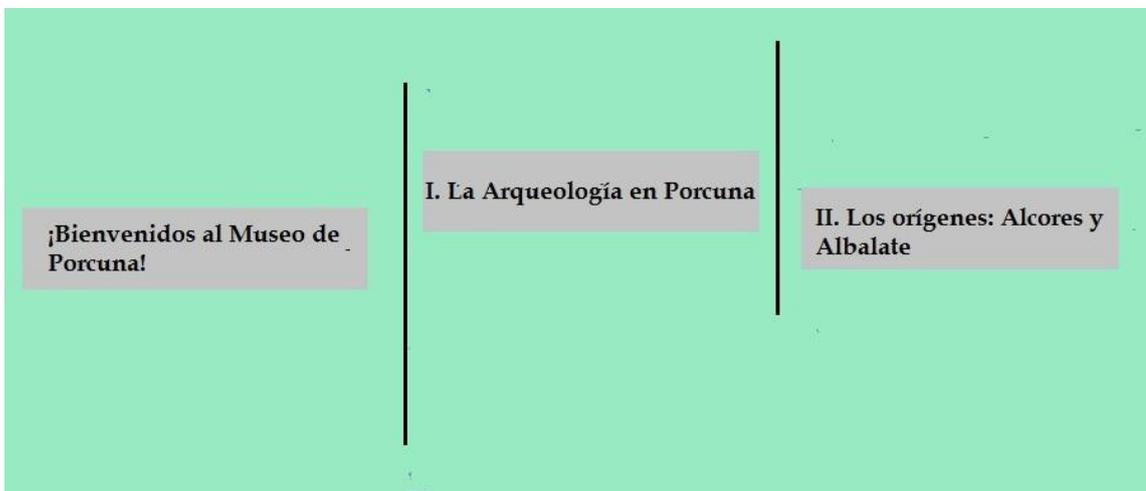 ¡Bienvenidos al Museo de
Porcuna!
I. La Arqueología en Porcuna
II. Los orígenes: Alcores y
Albalate